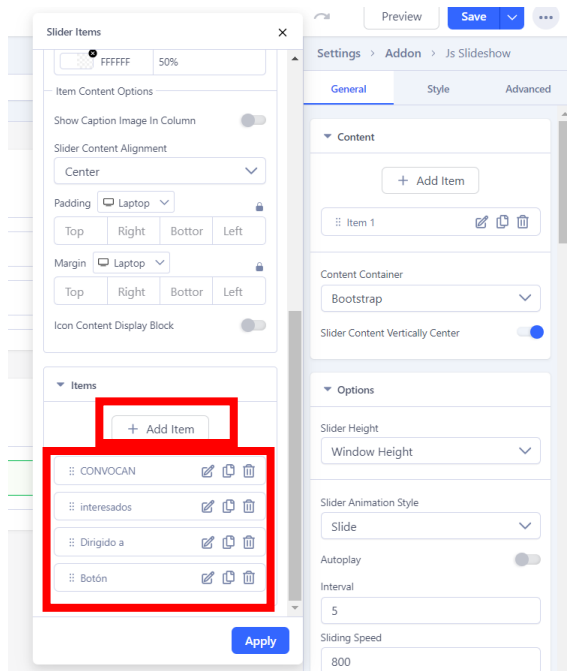 Slider Items
FFFFFF 50%
Item Content Options
Show Caption Image In Column
Slider Content Alignment
Center
Padding Laptop
Top Right Bottor Left
Margin Laptop
Top Right Bottor Left
Icon Content Display Block
Items
+ Add Item
CONVOCAN
interesados
Dirigido a
Botón
Apply
Preview Save
Settings > Addon > Js Slideshow
General Style Advanced
Content
+ Add Item
Item 1
Content Container
Bootstrap
Slider Content Vertically Center
Options
Slider Height
Window Height
Slider Animation Style
Slide
Autoplay
Interval
5
Sliding Speed
800